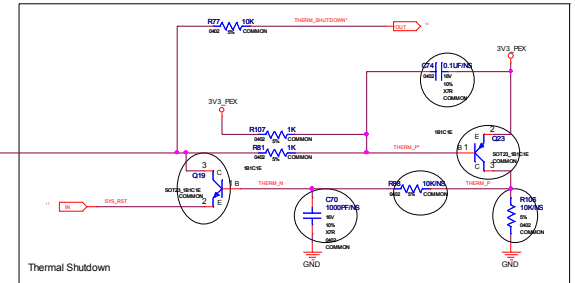 R77 10K THERM_SHUTDOWN*
0402 5% COMMON
OUT
3V3_PEX
C74 0.1UF/NS
0402 16V
10%
X7R
COMMON
3V3_PEX
R107 1K
0402 5% COMMON
R81 1K
0402 5% COMMON
THERM_P*
1B1C1E
2
E
Q23
B 1
C
3
SOT23_1B1C1E
COMMON
3
C
Q19
1B1C1E
1 B
SOT23_1B1C1E
COMMON
2
E
THERM_N
R88 10K/NS
0402 5% COMMON
THERM_P
IN
SYS_RST
C70
1000PF/NS
16V
10%
X7R
0402
COMMON
GND
R106
10K/NS
5%
0402
COMMON
GND
Thermal Shutdown